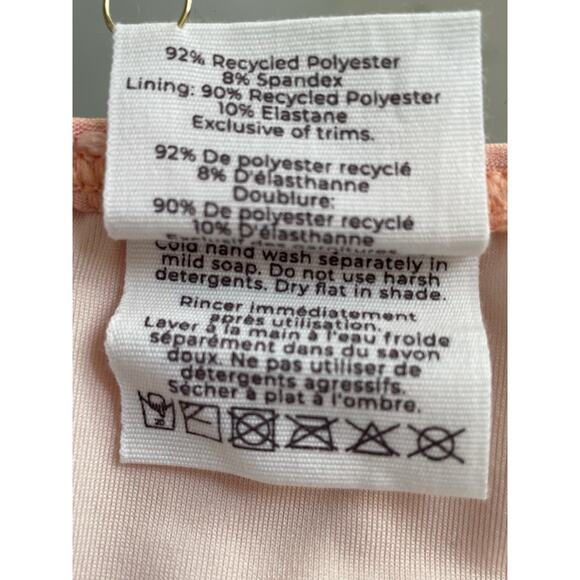 92% Recycled Polyester
8% Spandex
Lining: 90% Recycled Polyester
10% Elastane
Exclusive of trims.
92% De polyester recyclé
8% D'élasthanne
Doublure:
90% De polyester recyclé
10% D'élasthanne
Cold hand wash separately in
mild soap. Do not use harsh
detergents. Dry flat in shade.
Rincer immédiatement
après utilisation.
Laver à la main à l'eau froide
séparément dans du savon
doux. Ne pas utiliser de
détergents agressifs.
Sécher à plat à l'ombre.